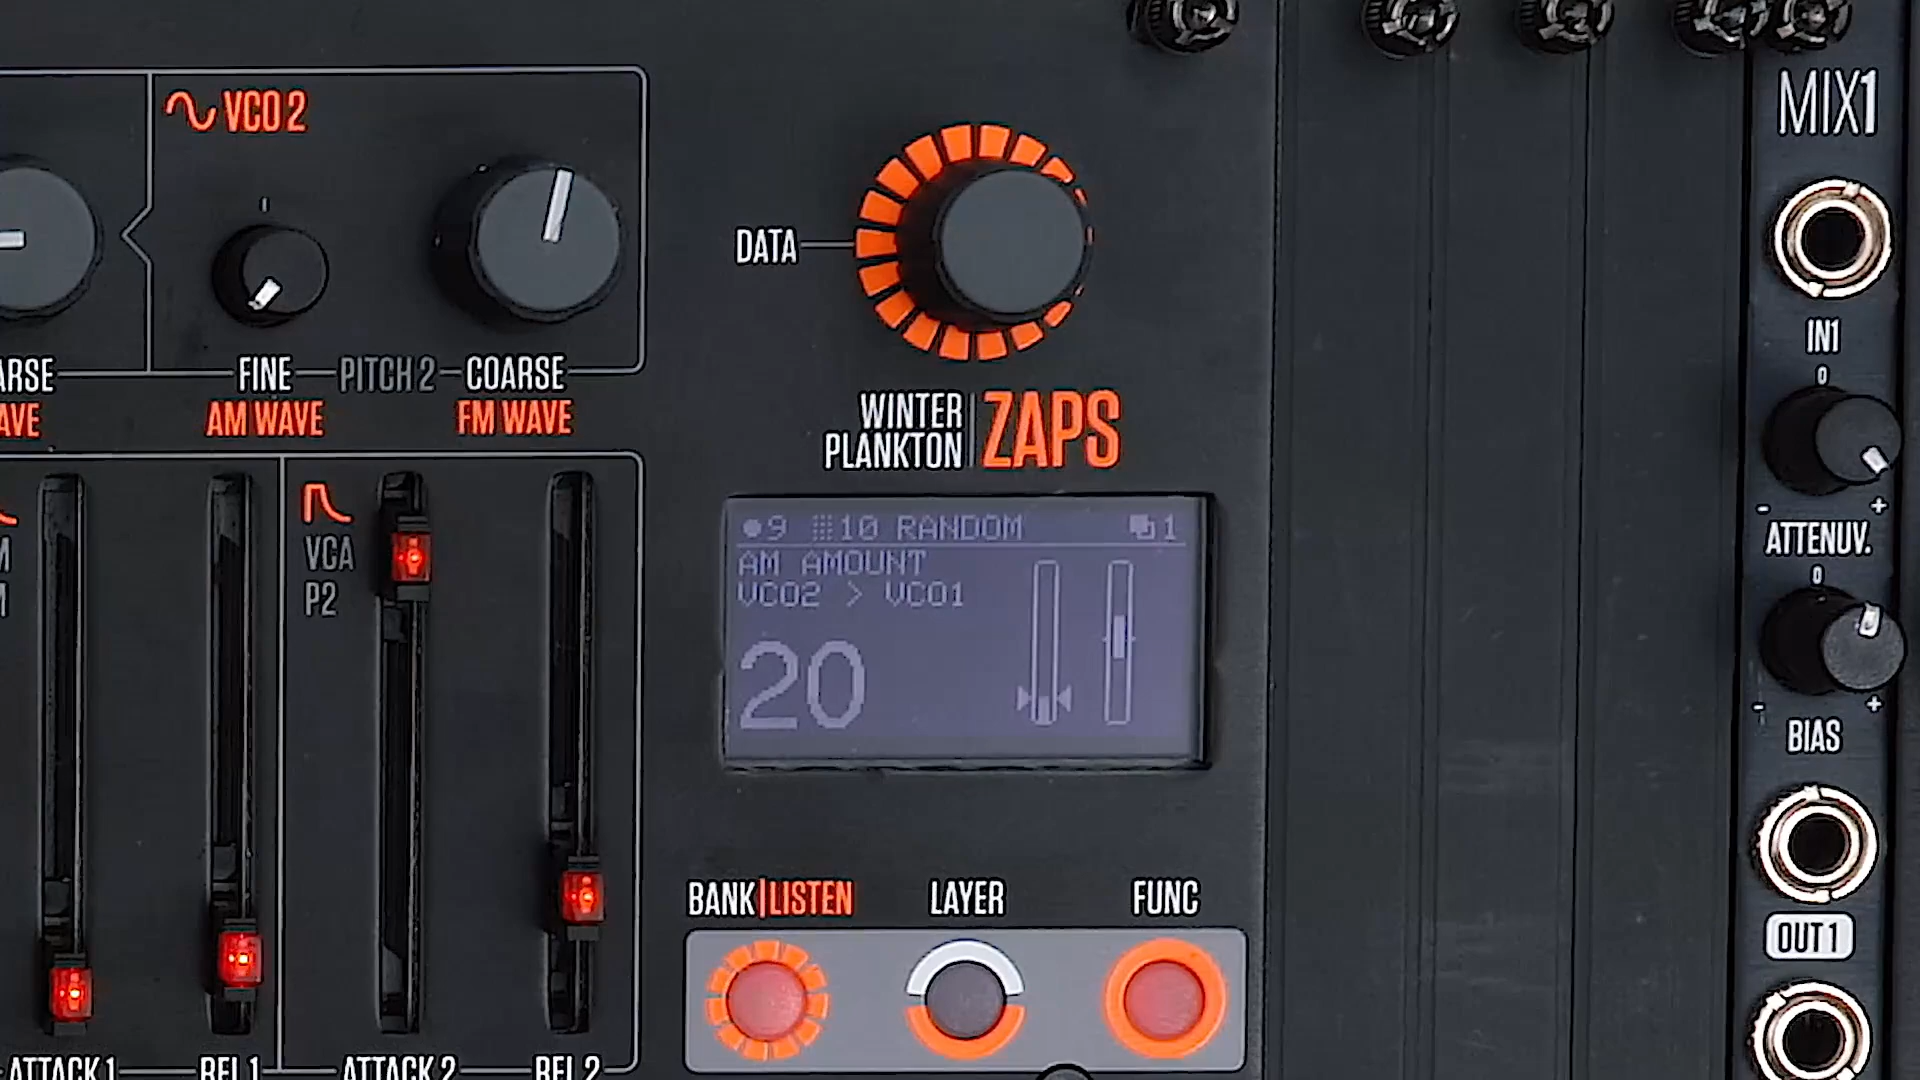 VCO 2
MIX1
DATA
IN1
0
ARSE
FINE
PITCH 2
COARSE
AVE
AM WAVE
FM WAVE
WINTER
PLANKTON
ZAPS
- +
ATTENUV.
0
VCA
P2
9 10 RANDOM 1
AM AMOUNT
VCO2 > VCO1
20
- +
BIAS
BANK|LISTEN
LAYER
FUNC
OUT1
ATTACK 1
REL 1
ATTACK 2
REL 2